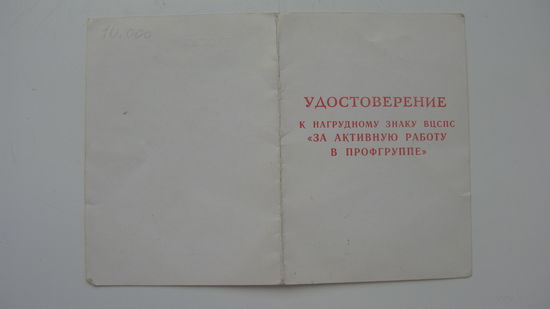 10.000
УДОСТОВЕРЕНИЕ
К НАГРУДНОМУ ЗНАКУ ВЦСПС
«ЗА АКТИВНУЮ РАБОТУ
В ПРОФГРУППЕ»